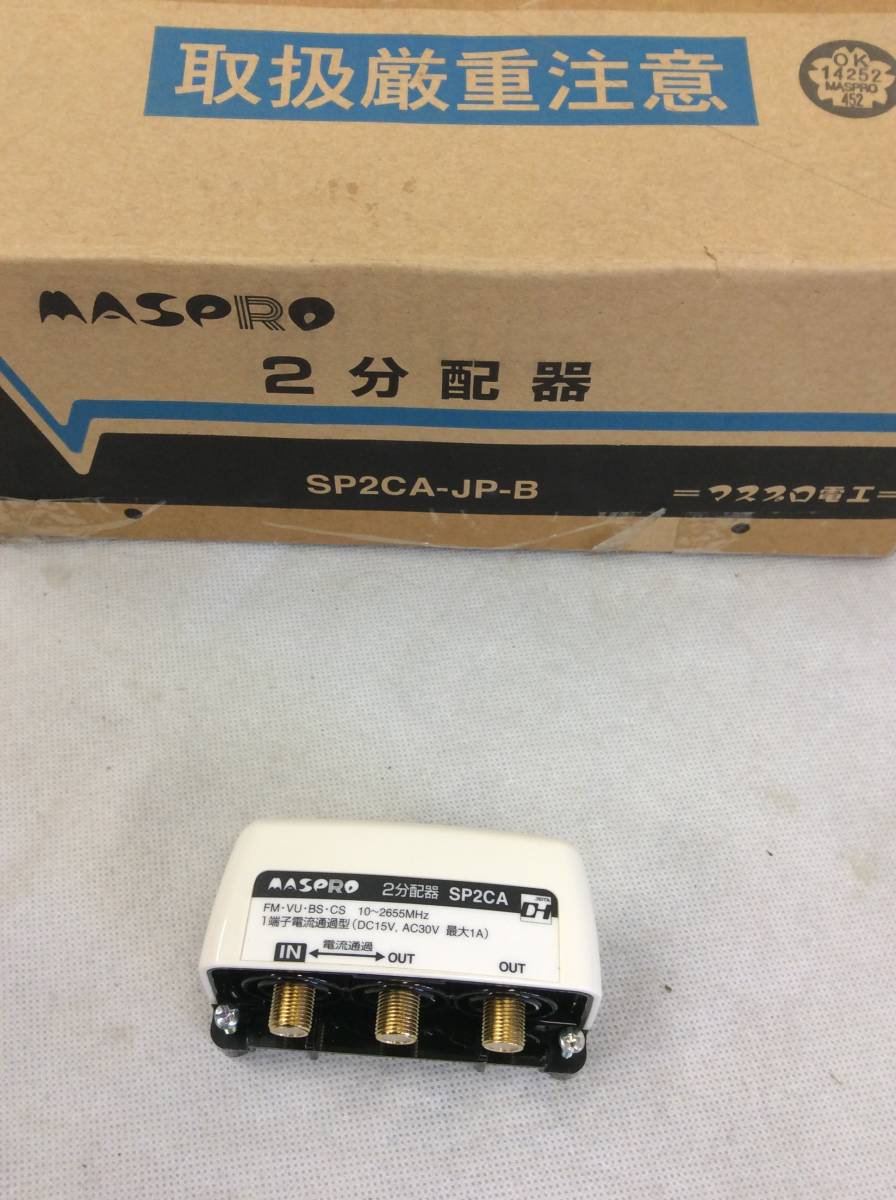 取扱厳重注意
OK
14252
MASPRO
452
MASPRO
2分配器
SP2CA-JP-B
=マスプロ電工=
MASPRO 2分配器 SP2CA
FM・VU・BS・CS 10～2655MHz
1端子電流通過型(DC15V, AC30V 最大1A)
IN 電流通過 OUT
OUT
DH